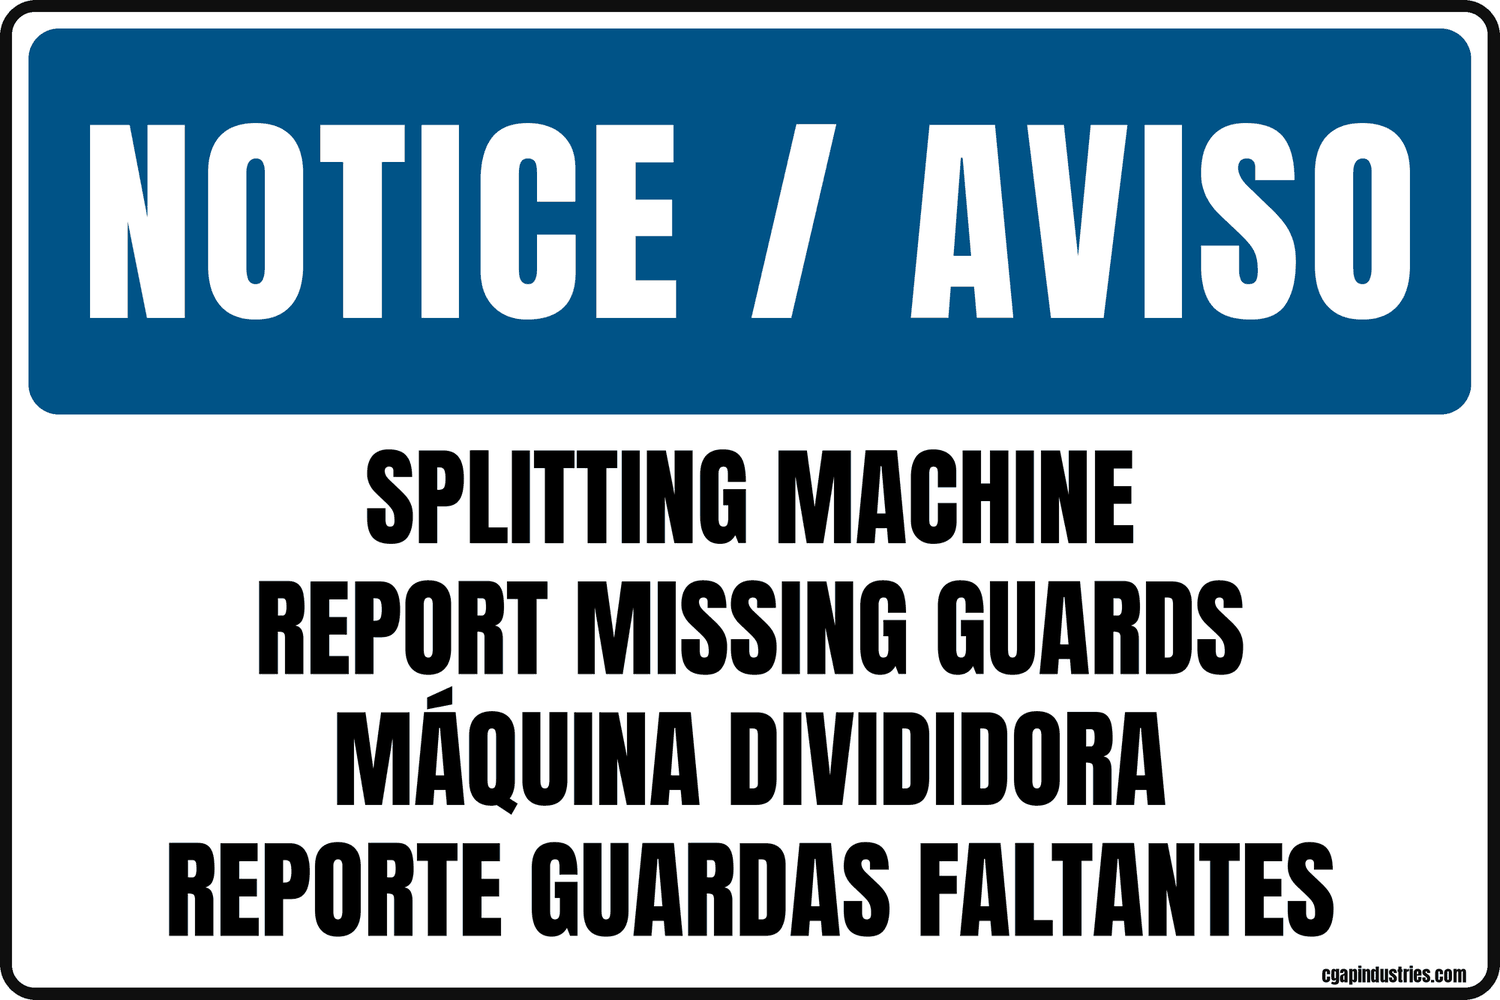 NOTICE / AVISO
SPLITTING MACHINE
REPORT MISSING GUARDS
MÁQUINA DIVIDIDORA
REPORTE GUARDAS FALTANTES
cgapindustries.com